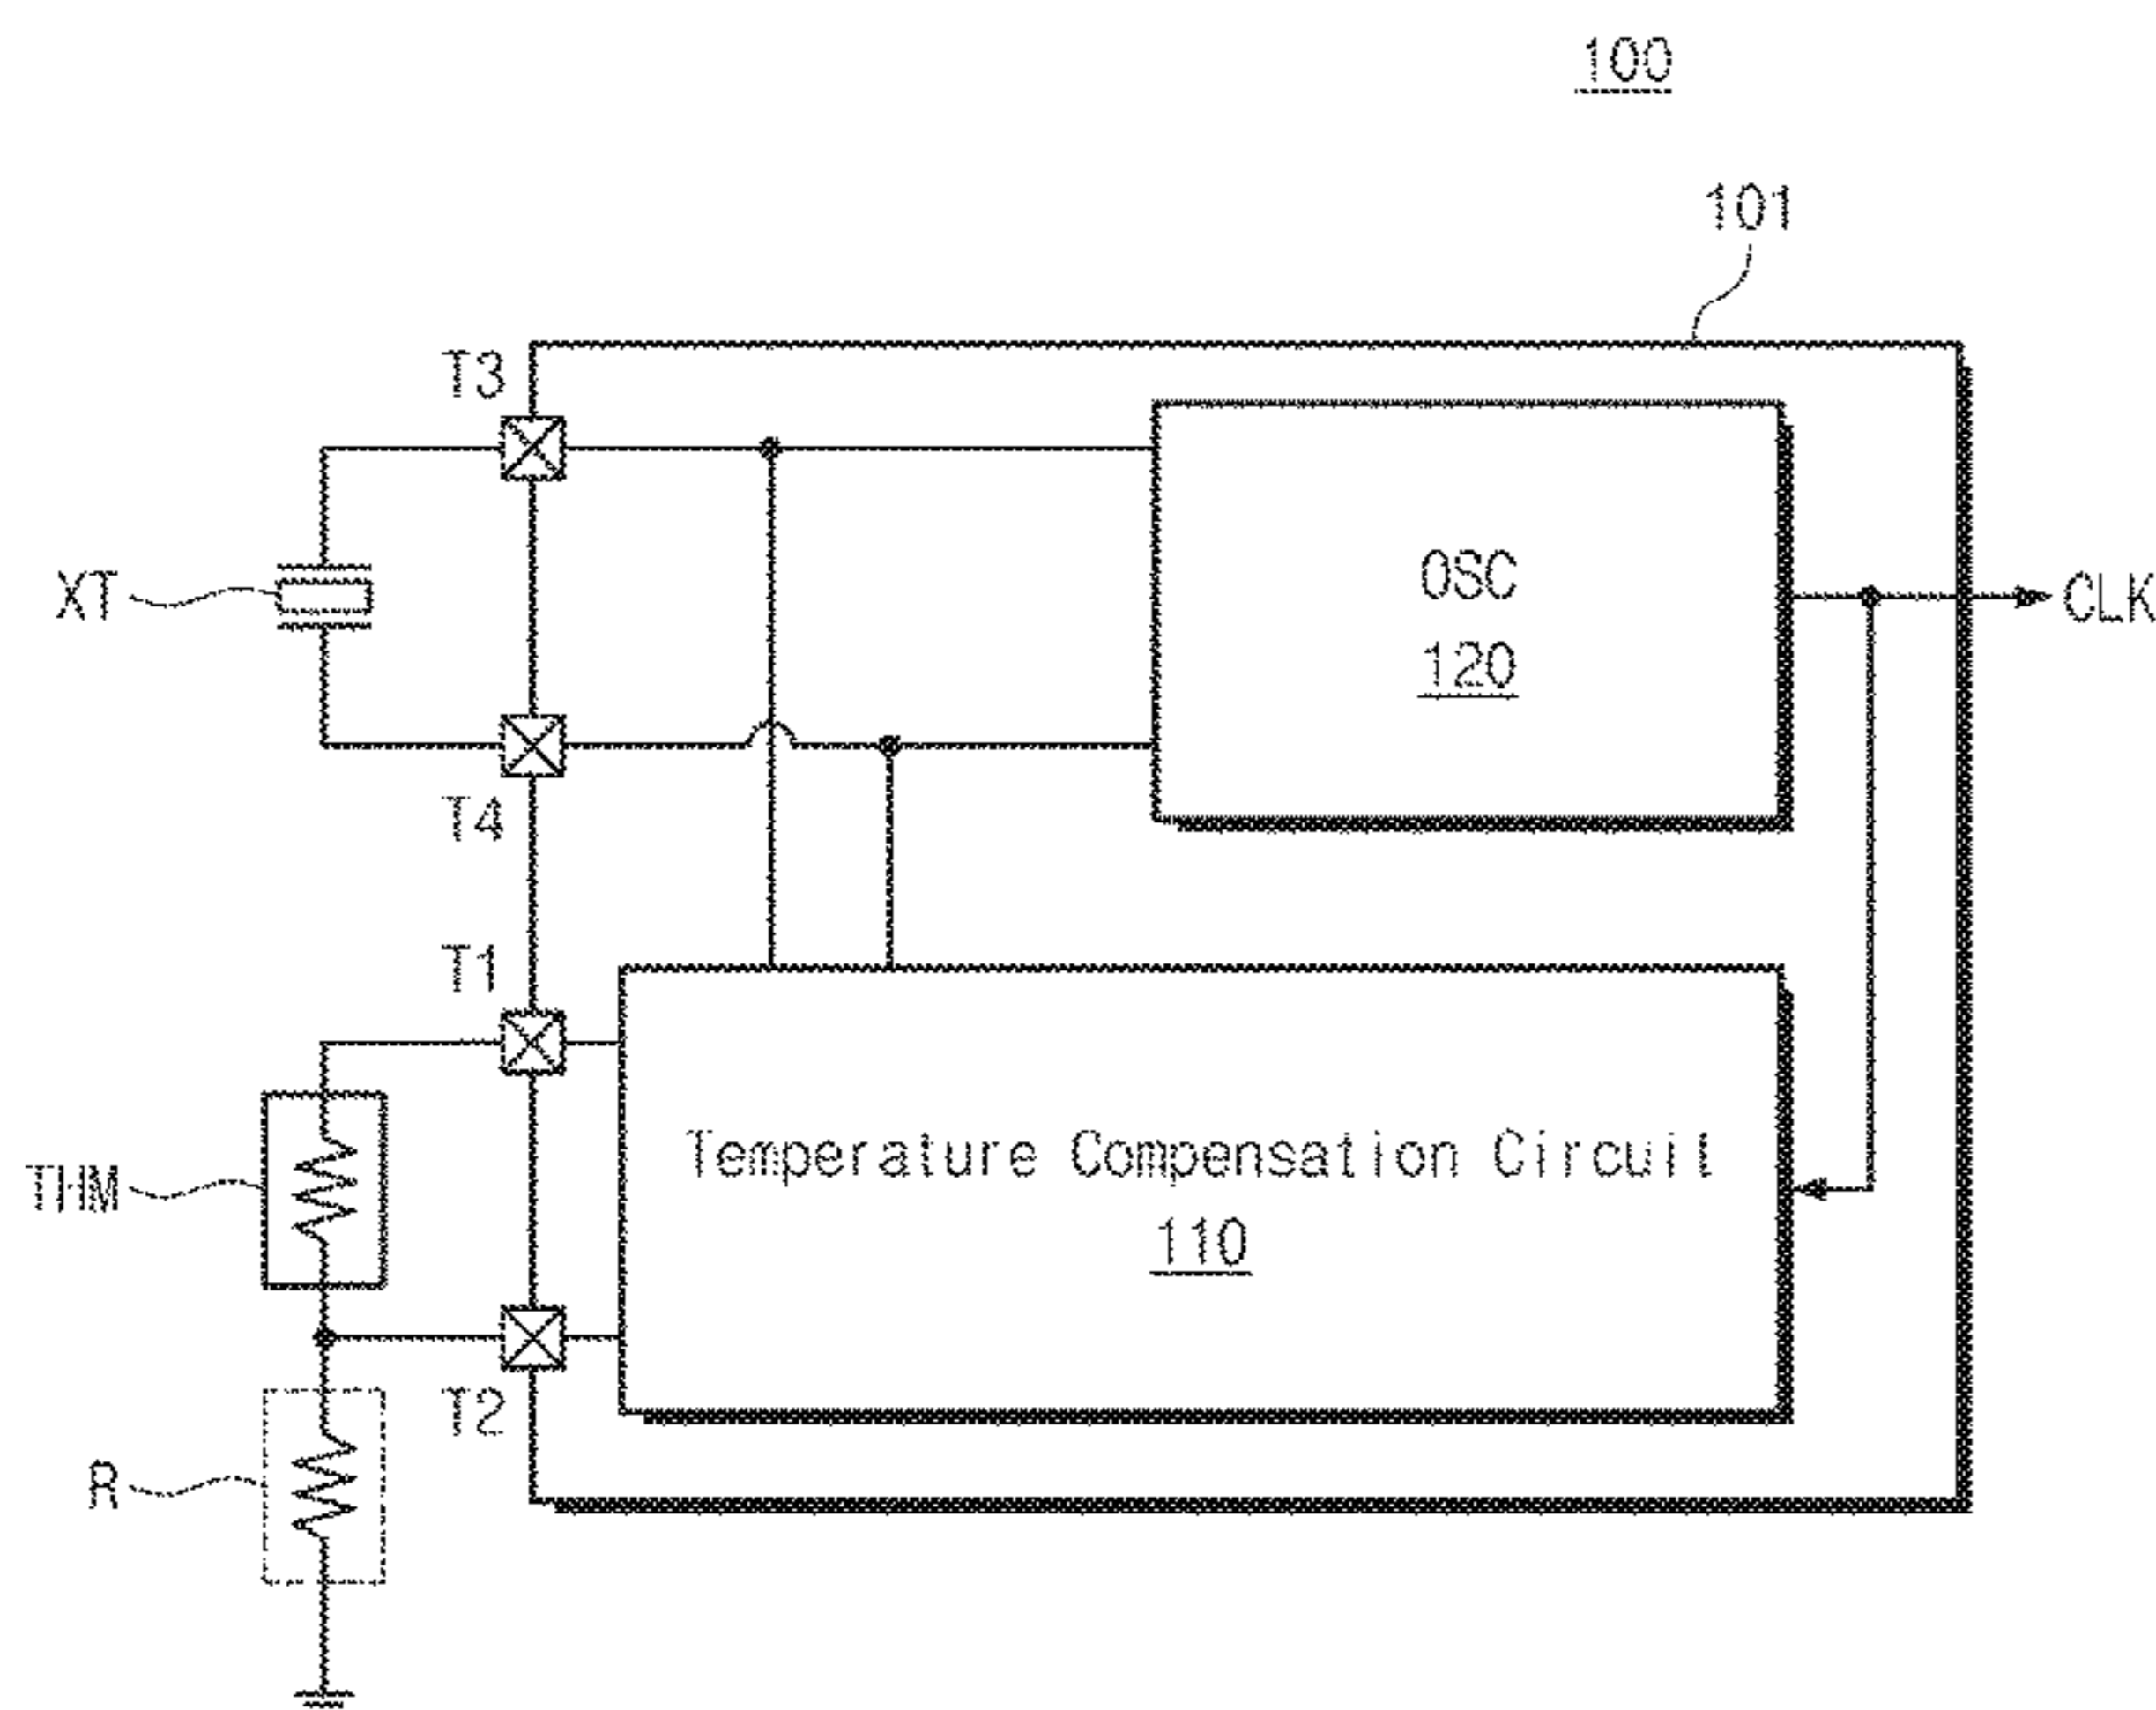 100
101
T3
OSC
XT
CLK
120
T4
T1
Temperature Compensation Circuit
THM
110
T2
R